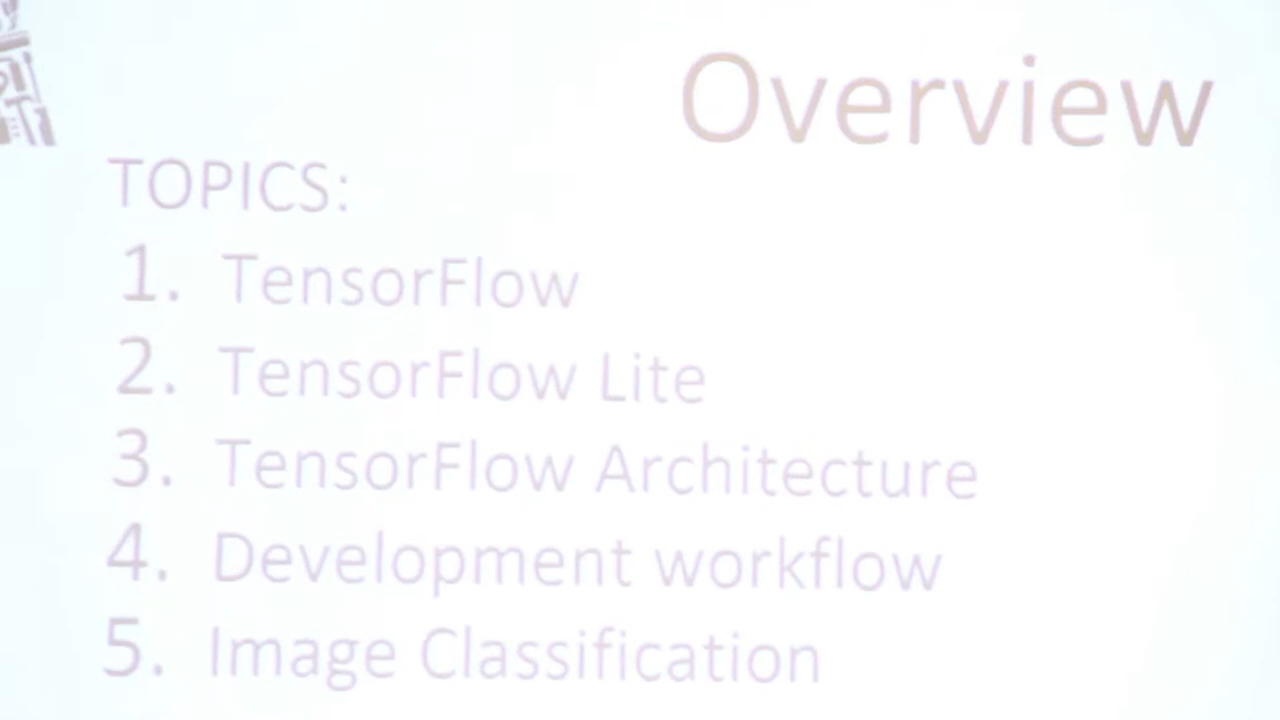 Overview
TOPICS:
1. TensorFlow
2. TensorFlow Lite
3. TensorFlow Architecture
4. Development workflow
5. Image Classification